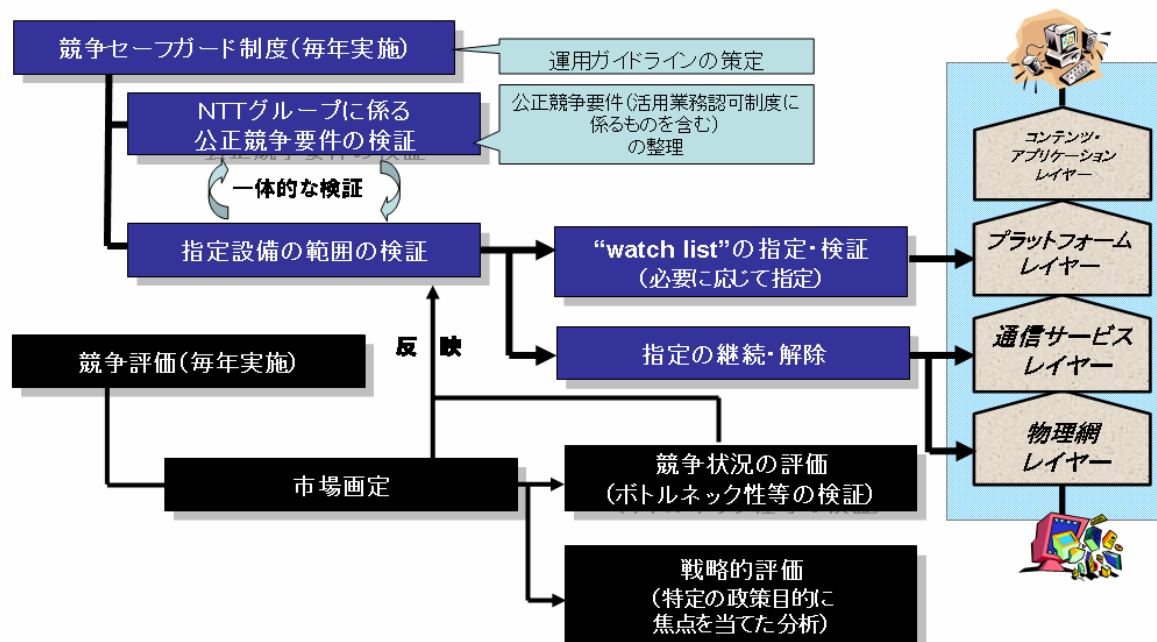 競争セーフガード制度(毎年実施)
運用ガイドラインの策定
NTTグループに係る
公正競争要件の検証
公正競争要件(活用業務認可制度に
係るものを含む)
の整理
一体的な検証
指定設備の範囲の検証
“watch list”の指定・検証
(必要に応じて指定)
指定の継続・解除
反映
競争評価(毎年実施)
市場画定
競争状況の評価
(ボトルネック性等の検証)
戦略的評価
(特定の政策目的に
焦点を当てた分析)
コンテンツ・
アプリケーション
レイヤー
プラットフォーム
レイヤー
通信サービス
レイヤー
物理網
レイヤー